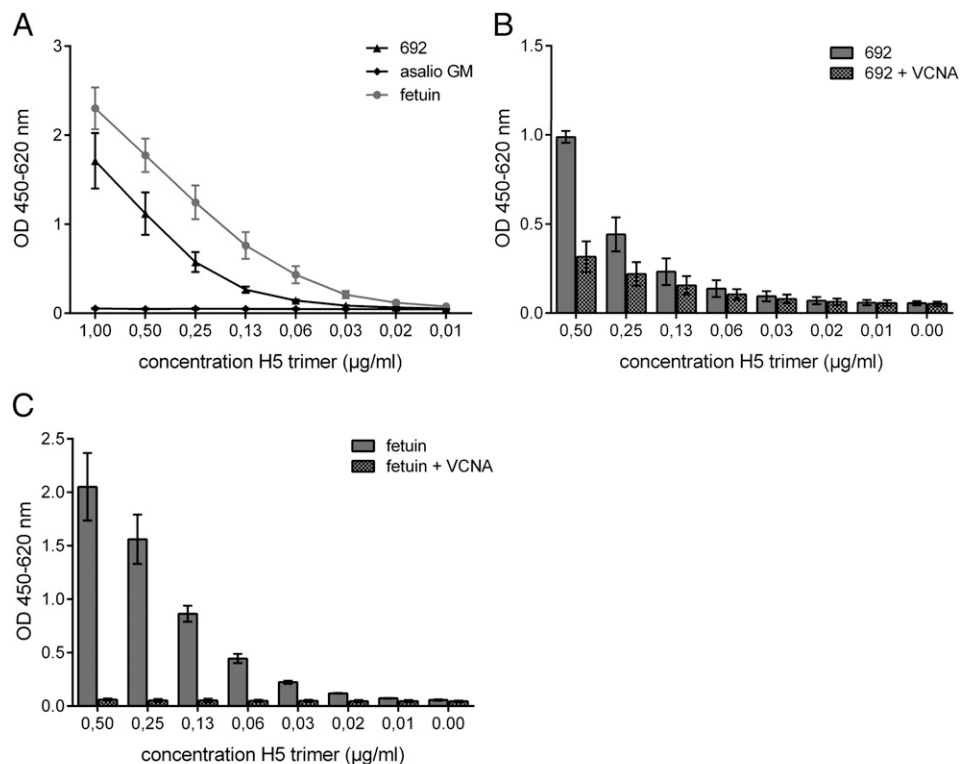 A
692
asalio GM
fetuin
OD 450-620 nm
3
2
1
0
1,00 0,50 0,25 0,13 0,06 0,03 0,02 0,01
concentration H5 trimer (µg/ml)
B
692
692 + VCNA
OD 450-620 nm
1.5
1.0
0.5
0.0
0,50 0,25 0,13 0,06 0,03 0,02 0,01 0.00
concentration H5 trimer (µg/ml)
C
fetuin
fetuin + VCNA
OD 450-620 nm
2.5
2.0
1.5
1.0
0.5
0.0
0,50 0,25 0,13 0,06 0,03 0,02 0,01 0.00
concentration H5 trimer (µg/ml)